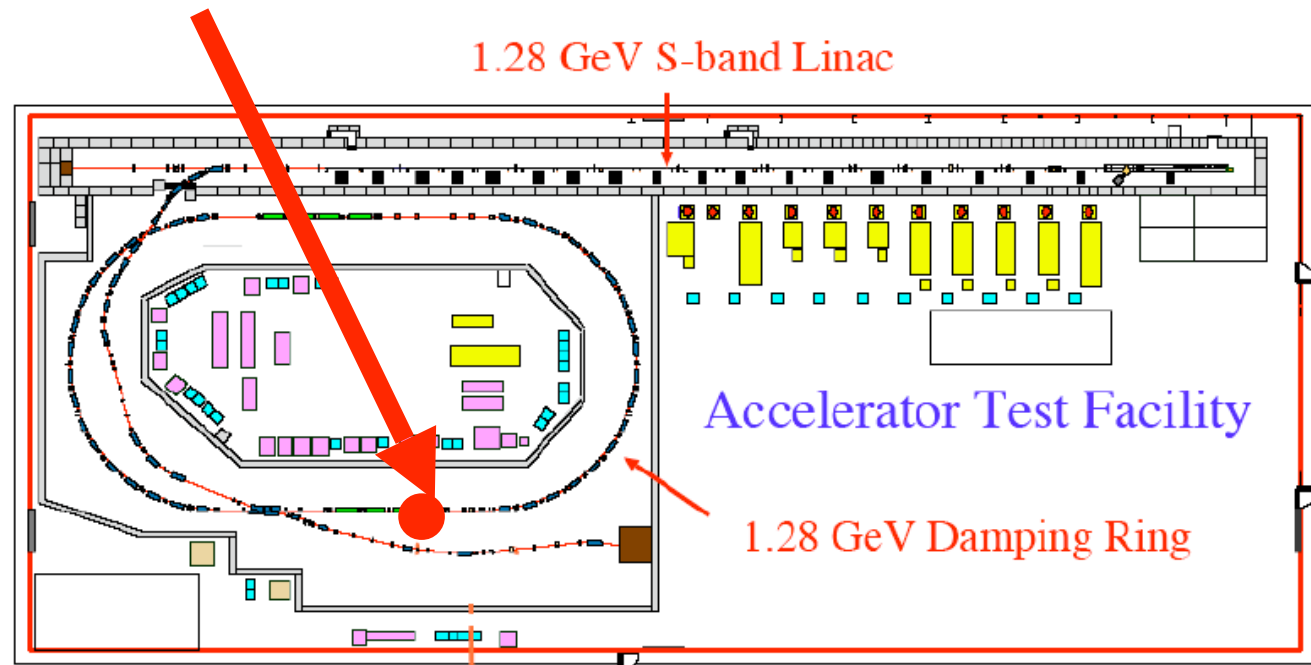 1.28 GeV S-band Linac
Accelerator Test Facility
1.28 GeV Damping Ring